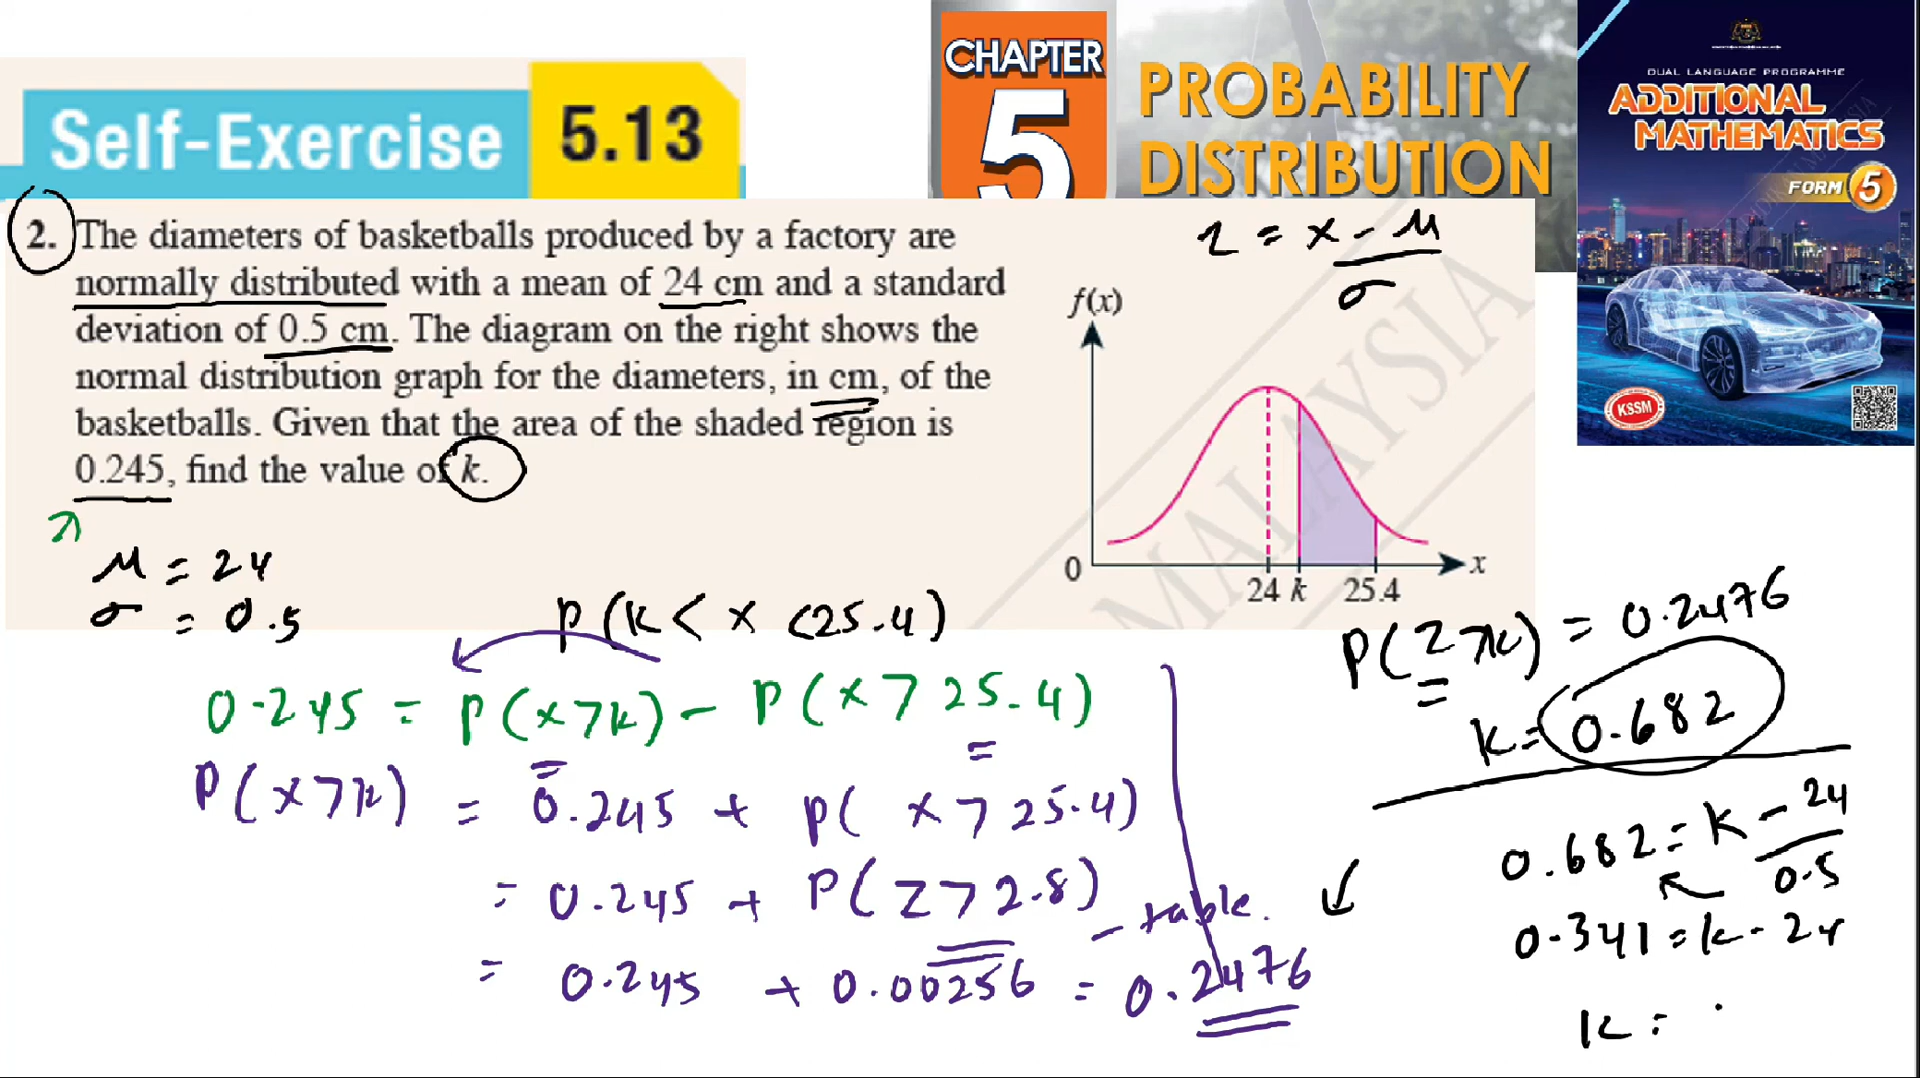 CHAPTER
5
PROBABILITY
DISTRIBUTION
DUAL LANGUAGE PROGRAMME
ADDITIONAL
MATHEMATICS
FORM 5
KSSM
Self-Exercise 5.13
2. The diameters of basketballs produced by a factory are
normally distributed with a mean of 24 cm and a standard
deviation of 0.5 cm. The diagram on the right shows the
normal distribution graph for the diameters, in cm, of the
basketballs. Given that the area of the shaded region is
0.245, find the value of k.
z = x - μ / σ
f(x)
0 24 k 25.4 x
MALAYSIA
μ = 24
σ = 0.5
P(k < x < 25.4)
0.245 = P(x > k) - P(x > 25.4)
P(x > k) = 0.245 + P(x > 25.4)
= 0.245 + P(z > 2.8) - table.
= 0.245 + 0.00256 = 0.2476
P(z > k) = 0.2476
k = 0.682
0.682 = k - 24 / 0.5
0.341 = k - 24
k =